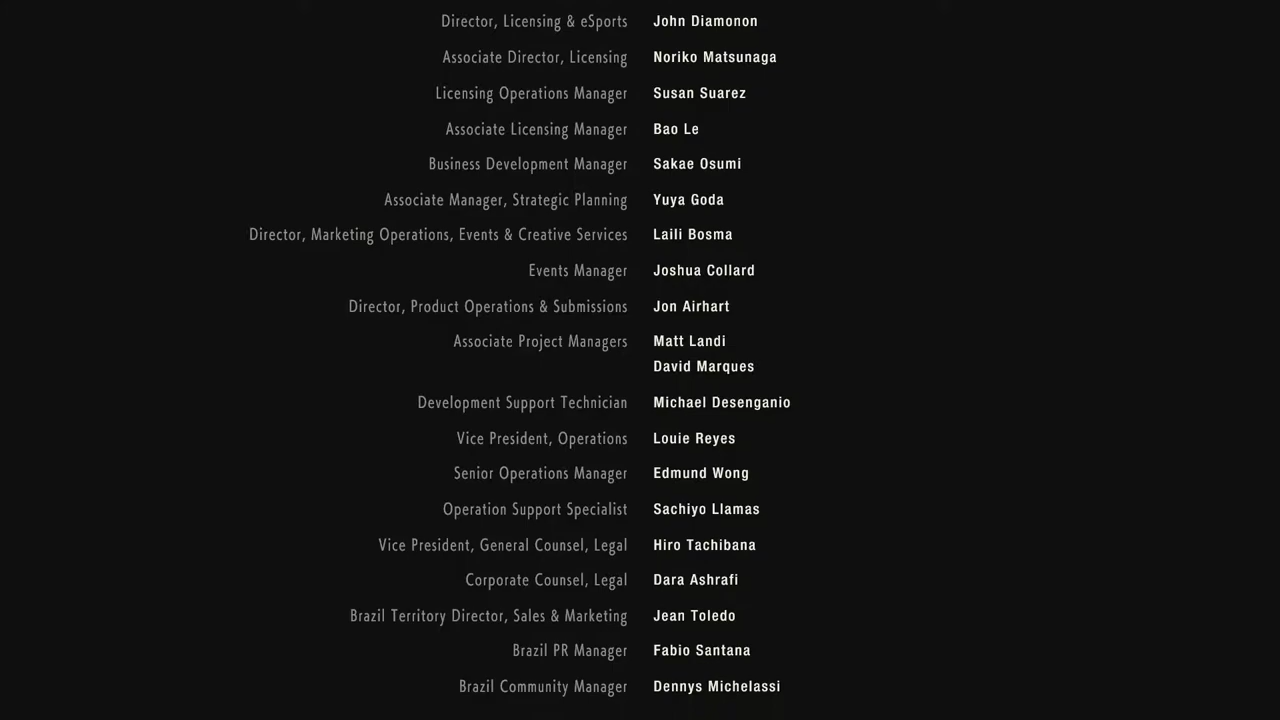 Director, Licensing & eSports John Diamonon
Associate Director, Licensing Noriko Matsunaga
Licensing Operations Manager Susan Suarez
Associate Licensing Manager Bao Le
Business Development Manager Sakae Osumi
Associate Manager, Strategic Planning Yuya Goda
Director, Marketing Operations, Events & Creative Services Laili Bosma
Events Manager Joshua Collard
Director, Product Operations & Submissions Jon Airhart
Associate Project Managers Matt Landi
David Marques
Development Support Technician Michael Desenganio
Vice President, Operations Louie Reyes
Senior Operations Manager Edmund Wong
Operation Support Specialist Sachiyo Llamas
Vice President, General Counsel, Legal Hiro Tachibana
Corporate Counsel, Legal Dara Ashrafi
Brazil Territory Director, Sales & Marketing Jean Toledo
Brazil PR Manager Fabio Santana
Brazil Community Manager Dennys Michelassi